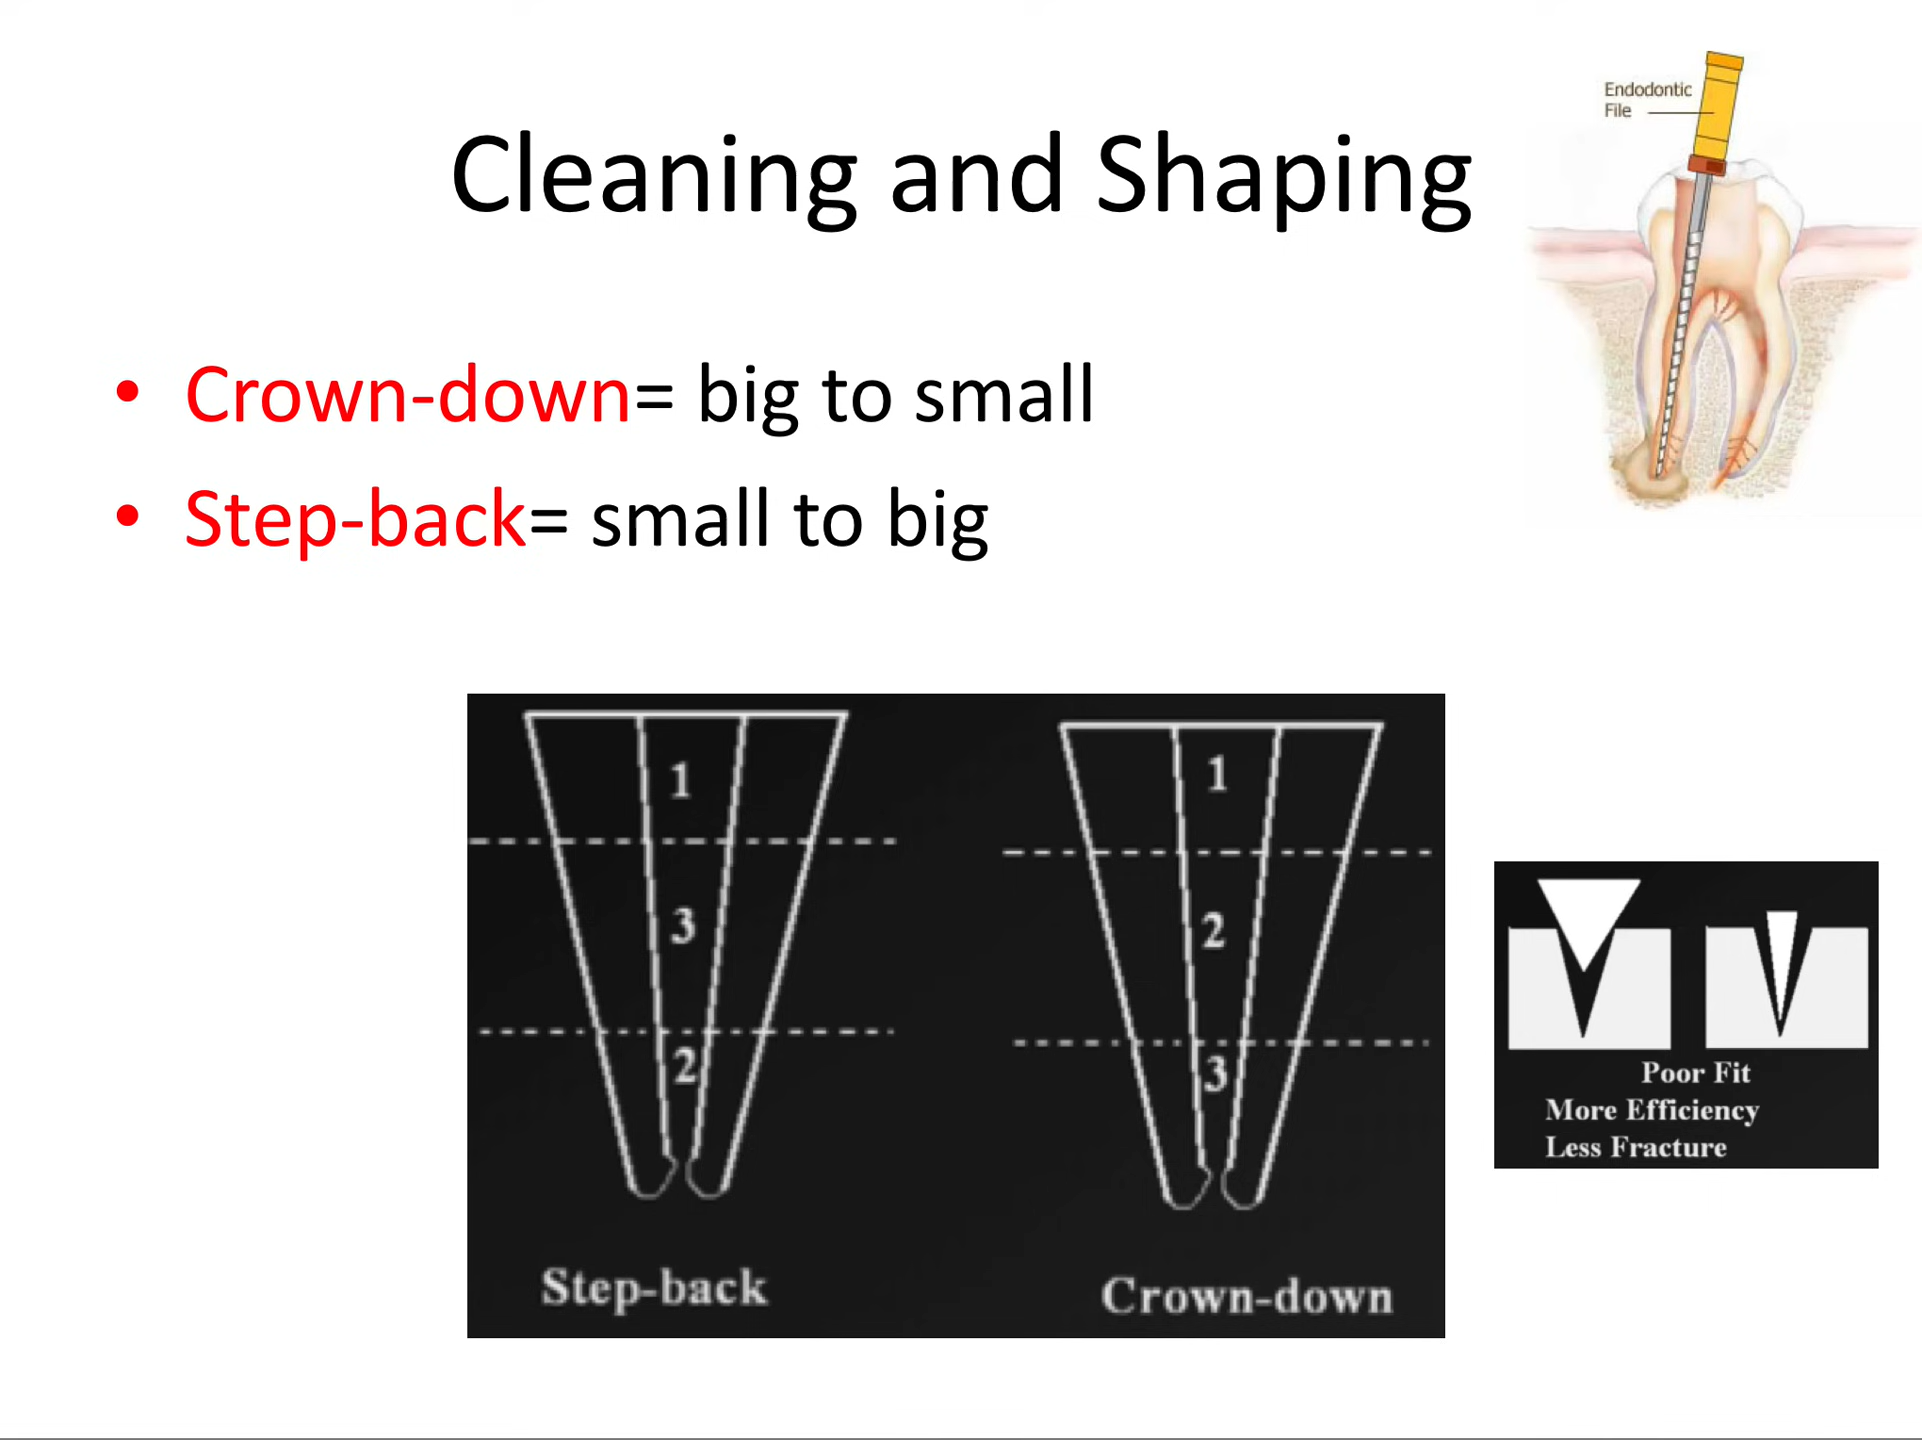 Endodontic
File
Cleaning and Shaping
• Crown-down= big to small
• Step-back= small to big
1
3
2
Step-back
1
2
3
Crown-down
Poor Fit
More Efficiency
Less Fracture